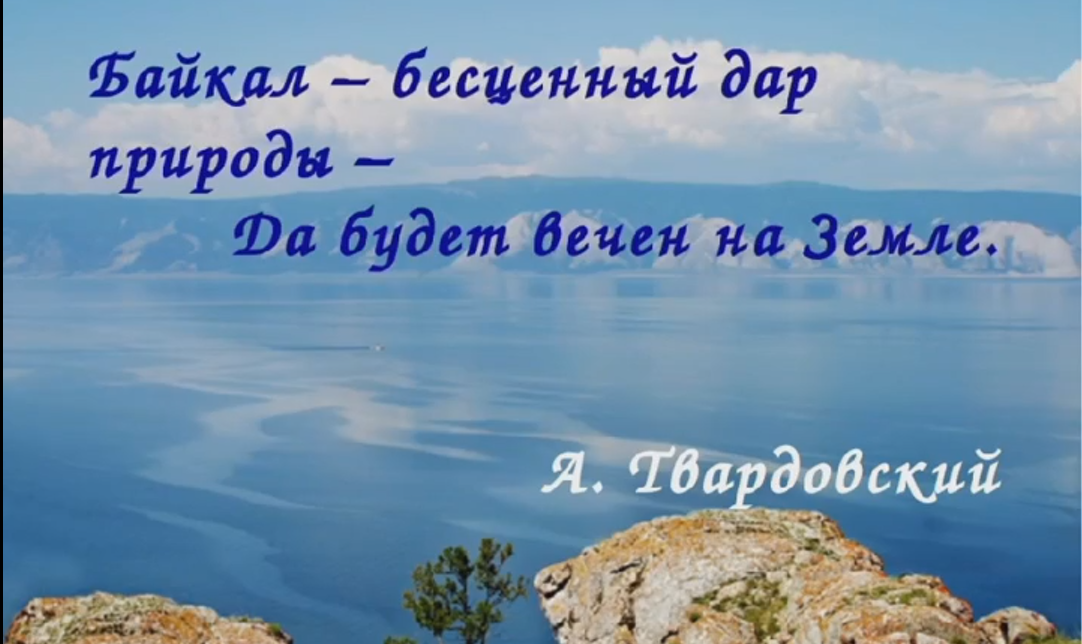 Байкал – бесценный дар
природы –
Да будет вечен на Земле.
А. Твардовский